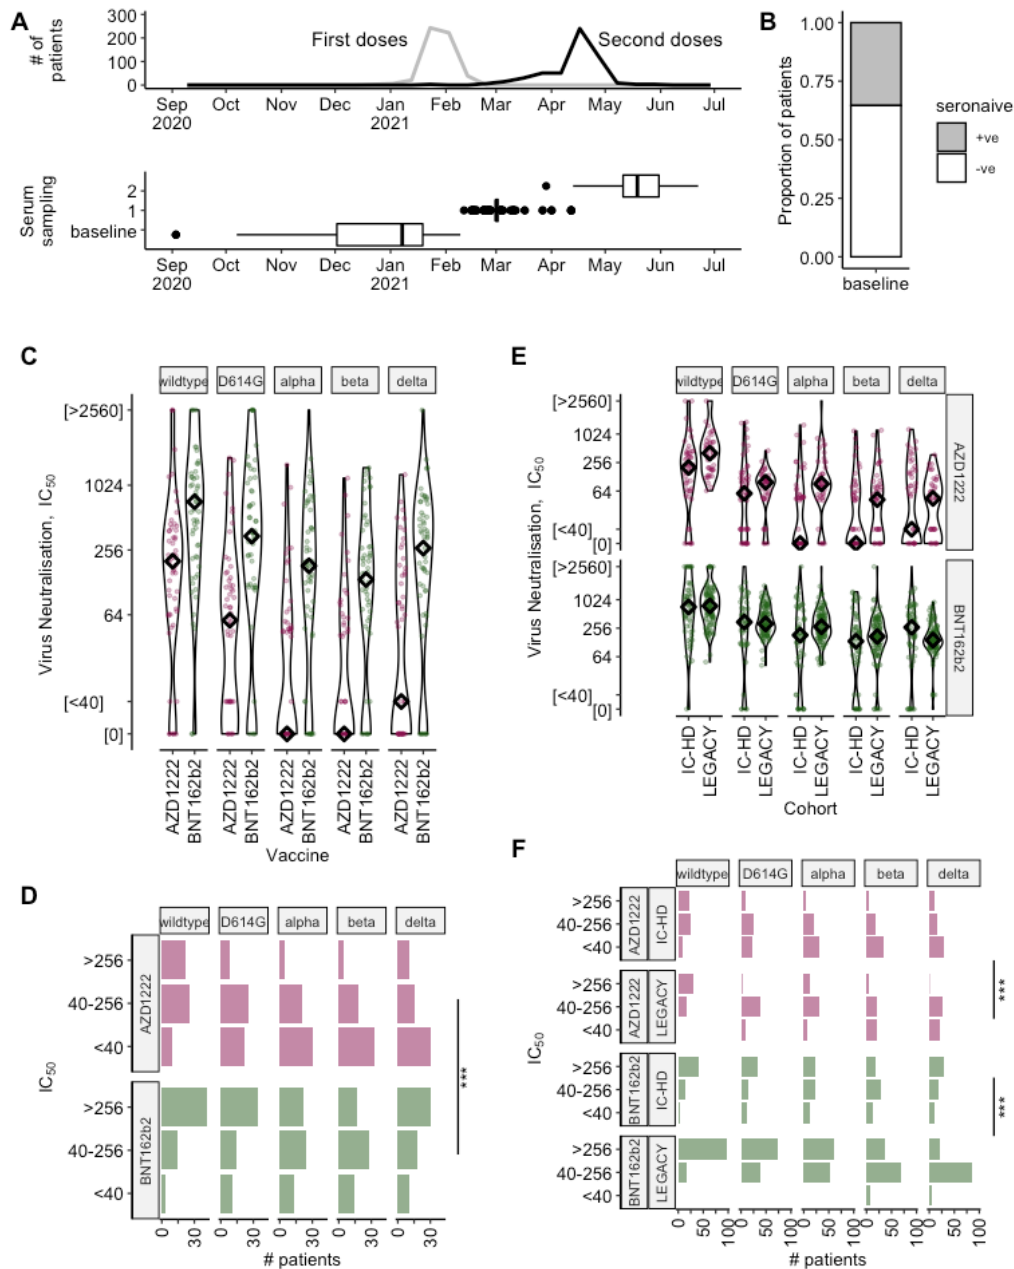 A
# of
patients
300
200
100
0
First doses
Second doses
Sep Oct Nov Dec Jan Feb Mar Apr May Jun Jul
2020 2021
Serum
sampling
2
1
baseline
Sep Oct Nov Dec Jan Feb Mar Apr May Jun Jul
2020 2021
B
Proportion of patients
1.00
0.75
0.50
0.25
0.00
baseline
seronaive
+ve
-ve
C
wildtype D614G alpha beta delta
Virus Neutralisation, IC50
[>2560]
1024
256
64
[<40]
[0]
AZD1222 BNT162b2 AZD1222 BNT162b2 AZD1222 BNT162b2 AZD1222 BNT162b2 AZD1222 BNT162b2
Vaccine
D
wildtype D614G alpha beta delta
IC50
AZD1222
>256
40-256
<40
BNT162b2
>256
40-256
<40
***
0 30 0 30 0 30 0 30 0 30
# patients
E
wildtype D614G alpha beta delta
Virus Neutralisation, IC50
[>2560]
1024
256
64
[<40]
[0]
AZD1222
[>2560]
1024
256
64
[<40]
[0]
BNT162b2
IC-HD LEGACY IC-HD LEGACY IC-HD LEGACY IC-HD LEGACY IC-HD LEGACY
Cohort
F
wildtype D614G alpha beta delta
IC50
>256
40-256
<40
AZD1222 IC-HD
>256
40-256
<40
AZD1222 LEGACY
***
>256
40-256
<40
BNT162b2 IC-HD
***
>256
40-256
<40
BNT162b2 LEGACY
0 50 100 0 50 100 0 50 100 0 50 100 0 50 100
# patients